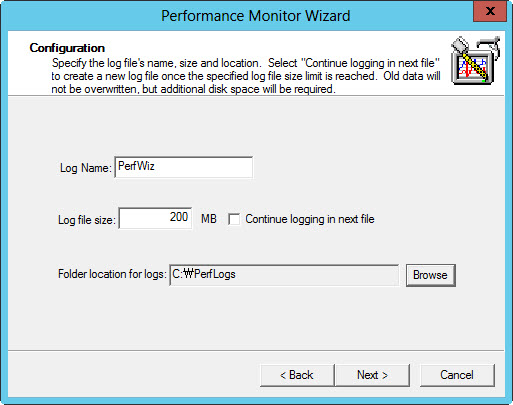 Performance Monitor Wizard
x
Configuration
Specify the log file's name, size and location. Select "Continue logging in next file"
to create a new log file once the specified log file size limit is reached. Old data will
not be overwritten, but additional disk space will be required.
Log Name: PerfWiz
Log file size: 200 MB Continue logging in next file
Folder location for logs: C:₩PerfLogs Browse
< Back Next > Cancel